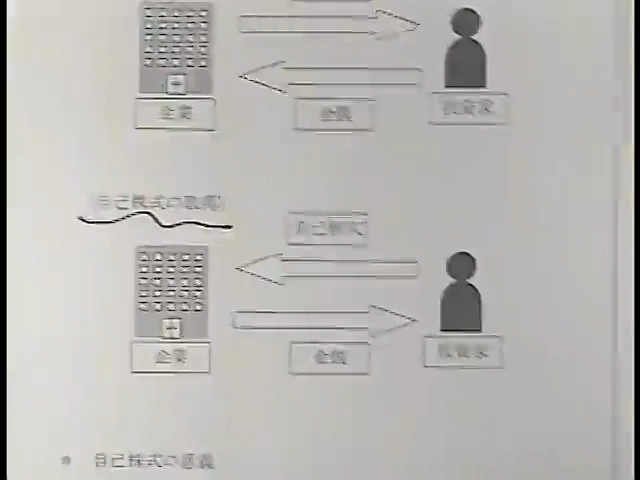 企業
金銭
投資家
(自己株式の取得)
自己株式
企業
金銭
投資家
● 自己株式の意義